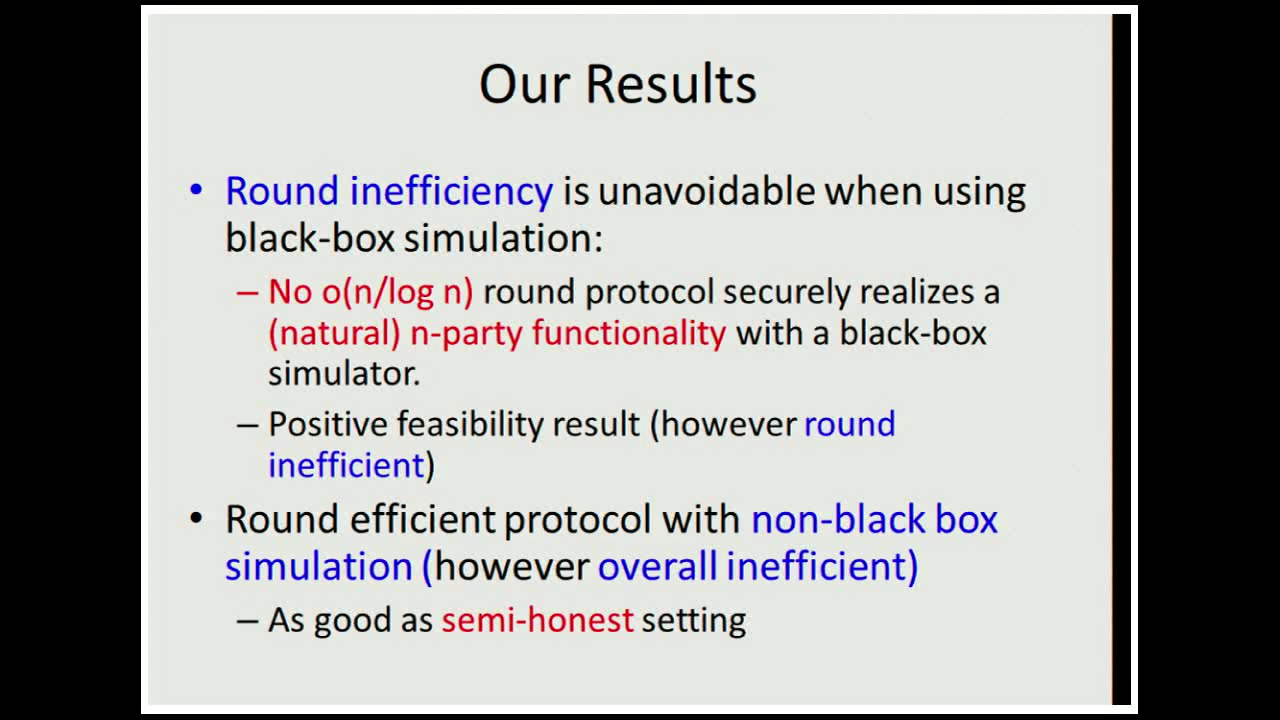 Our Results
• Round inefficiency is unavoidable when using
black-box simulation:
– No o(n/log n) round protocol securely realizes a
(natural) n-party functionality with a black-box
simulator.
– Positive feasibility result (however round
inefficient)
• Round efficient protocol with non-black box
simulation (however overall inefficient)
– As good as semi-honest setting